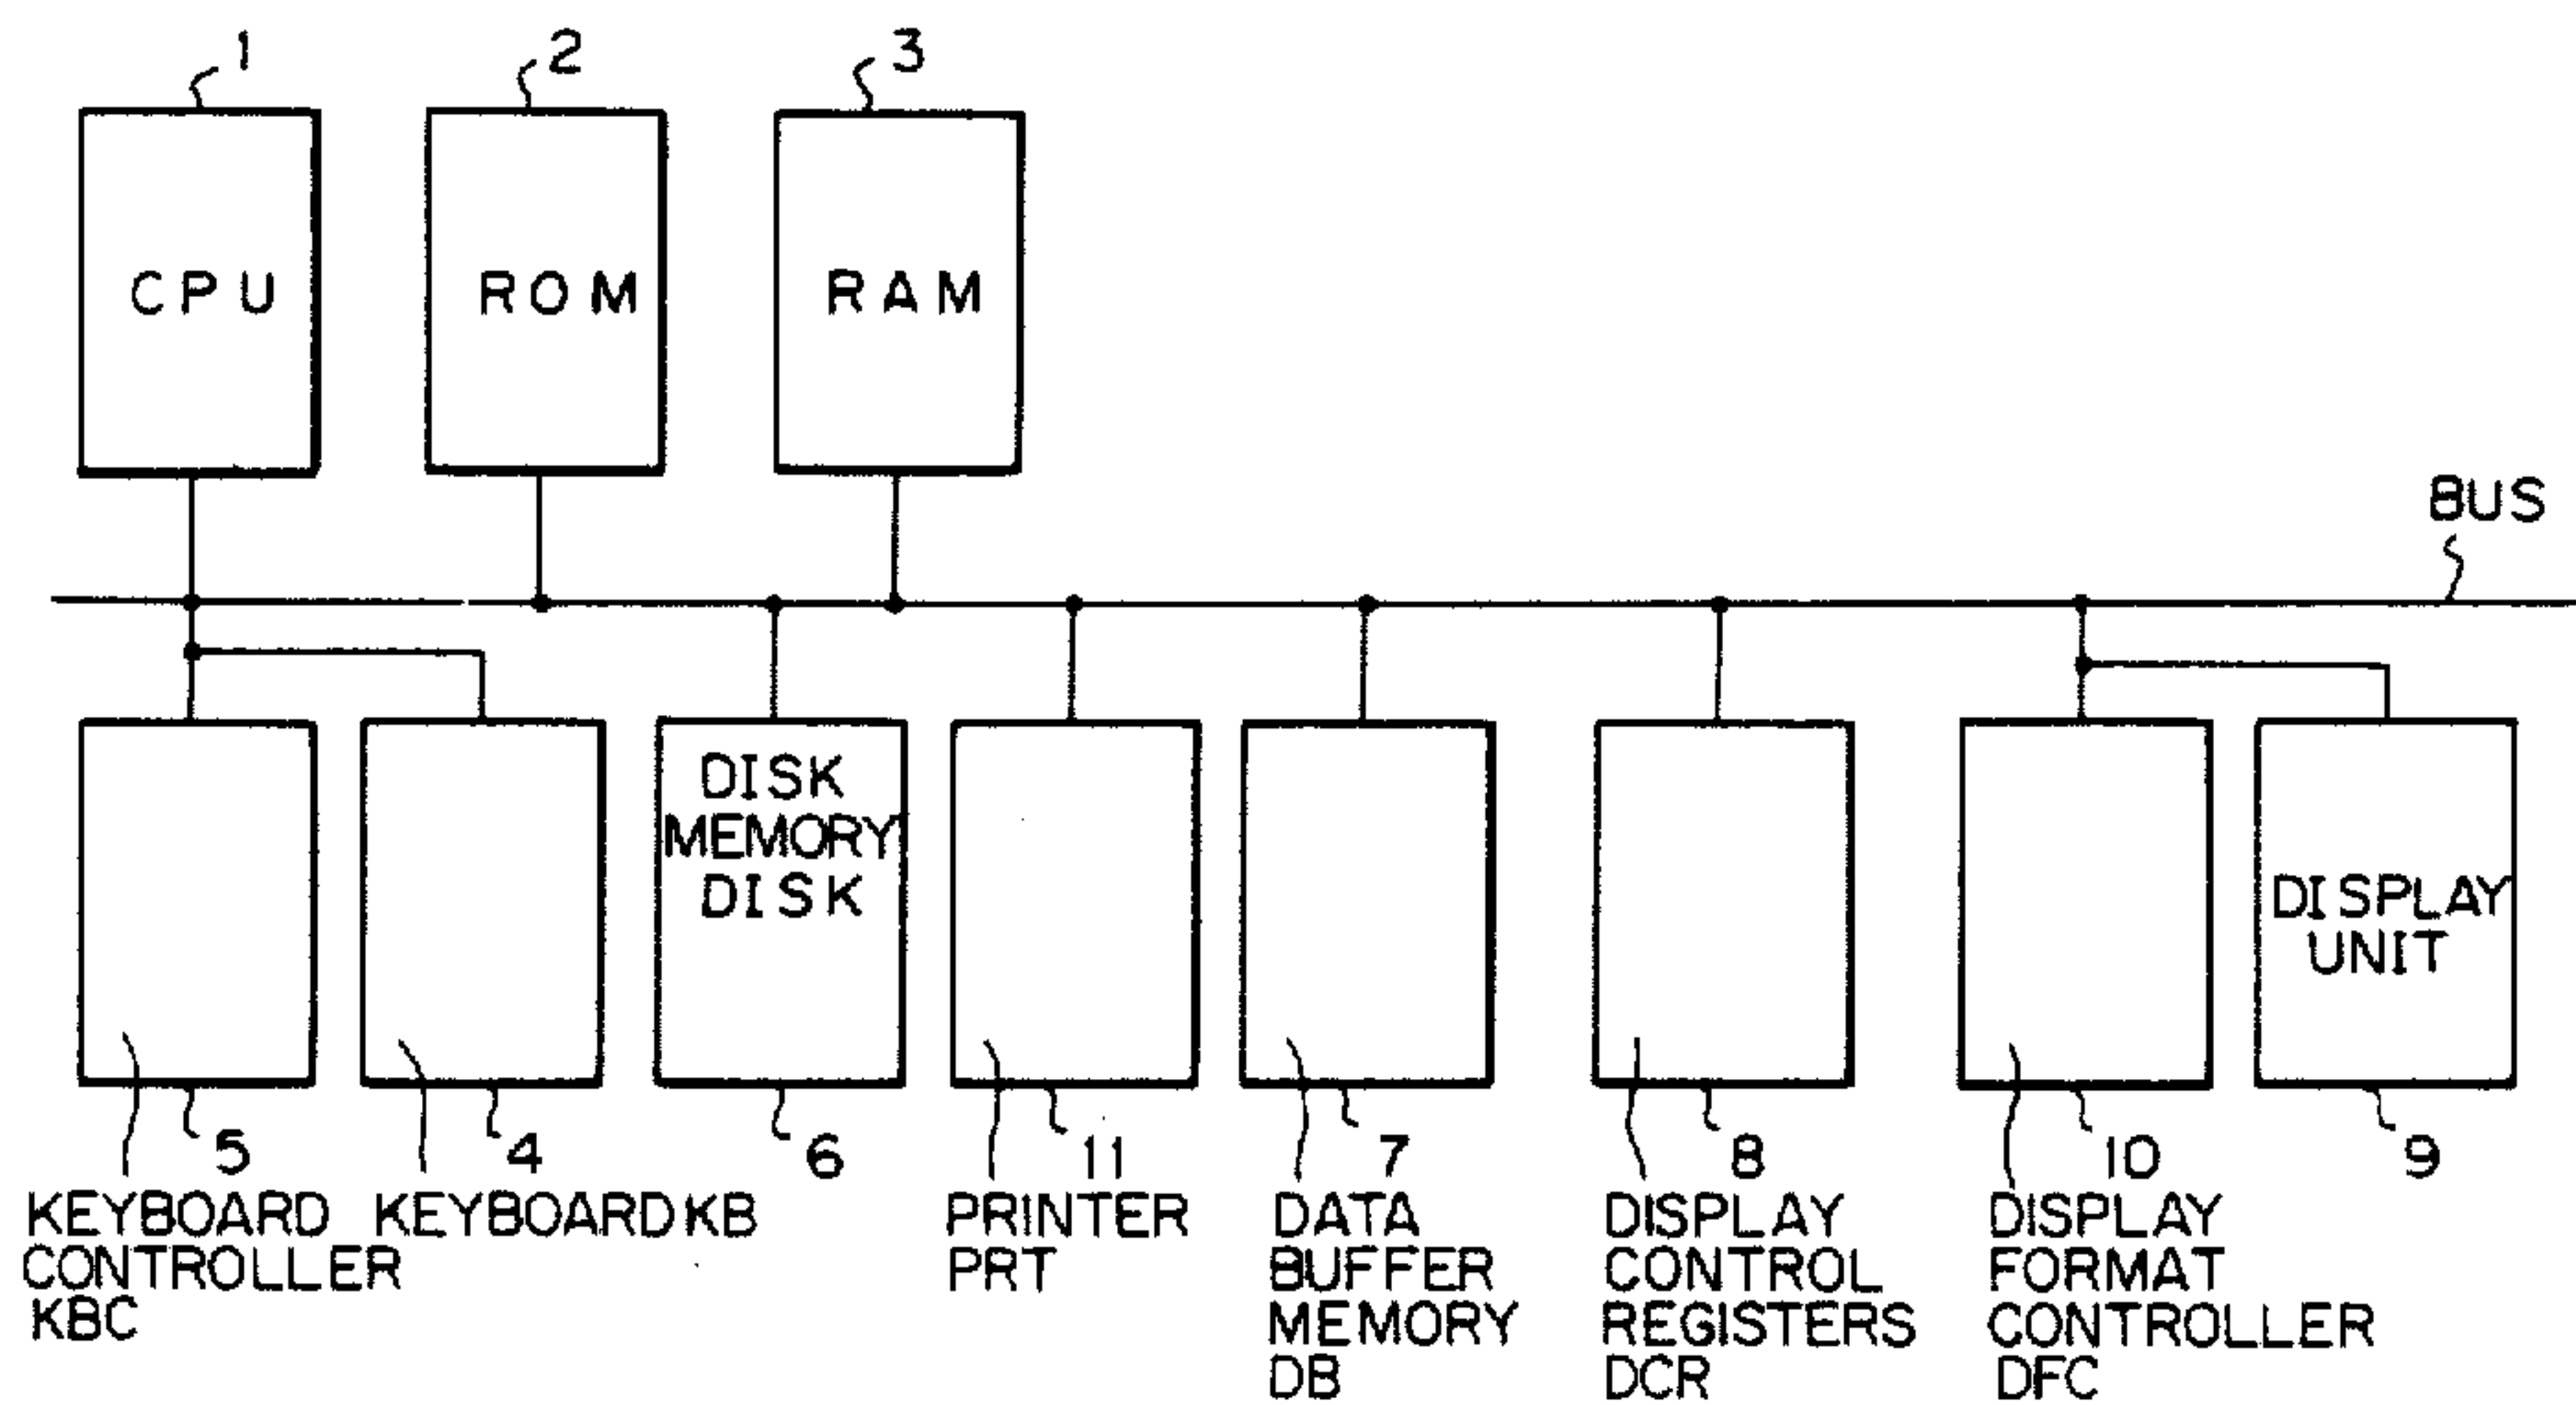 1
2
3
CPU
ROM
RAM
BUS
DISK
MEMORY
DISK
DISPLAY
UNIT
5
4
6
11
7
8
10
9
KEYBOARD
CONTROLLER
KBC
KEYBOARD KB
PRINTER
PRT
DATA
BUFFER
MEMORY
DB
DISPLAY
CONTROL
REGISTERS
DCR
DISPLAY
FORMAT
CONTROLLER
DFC